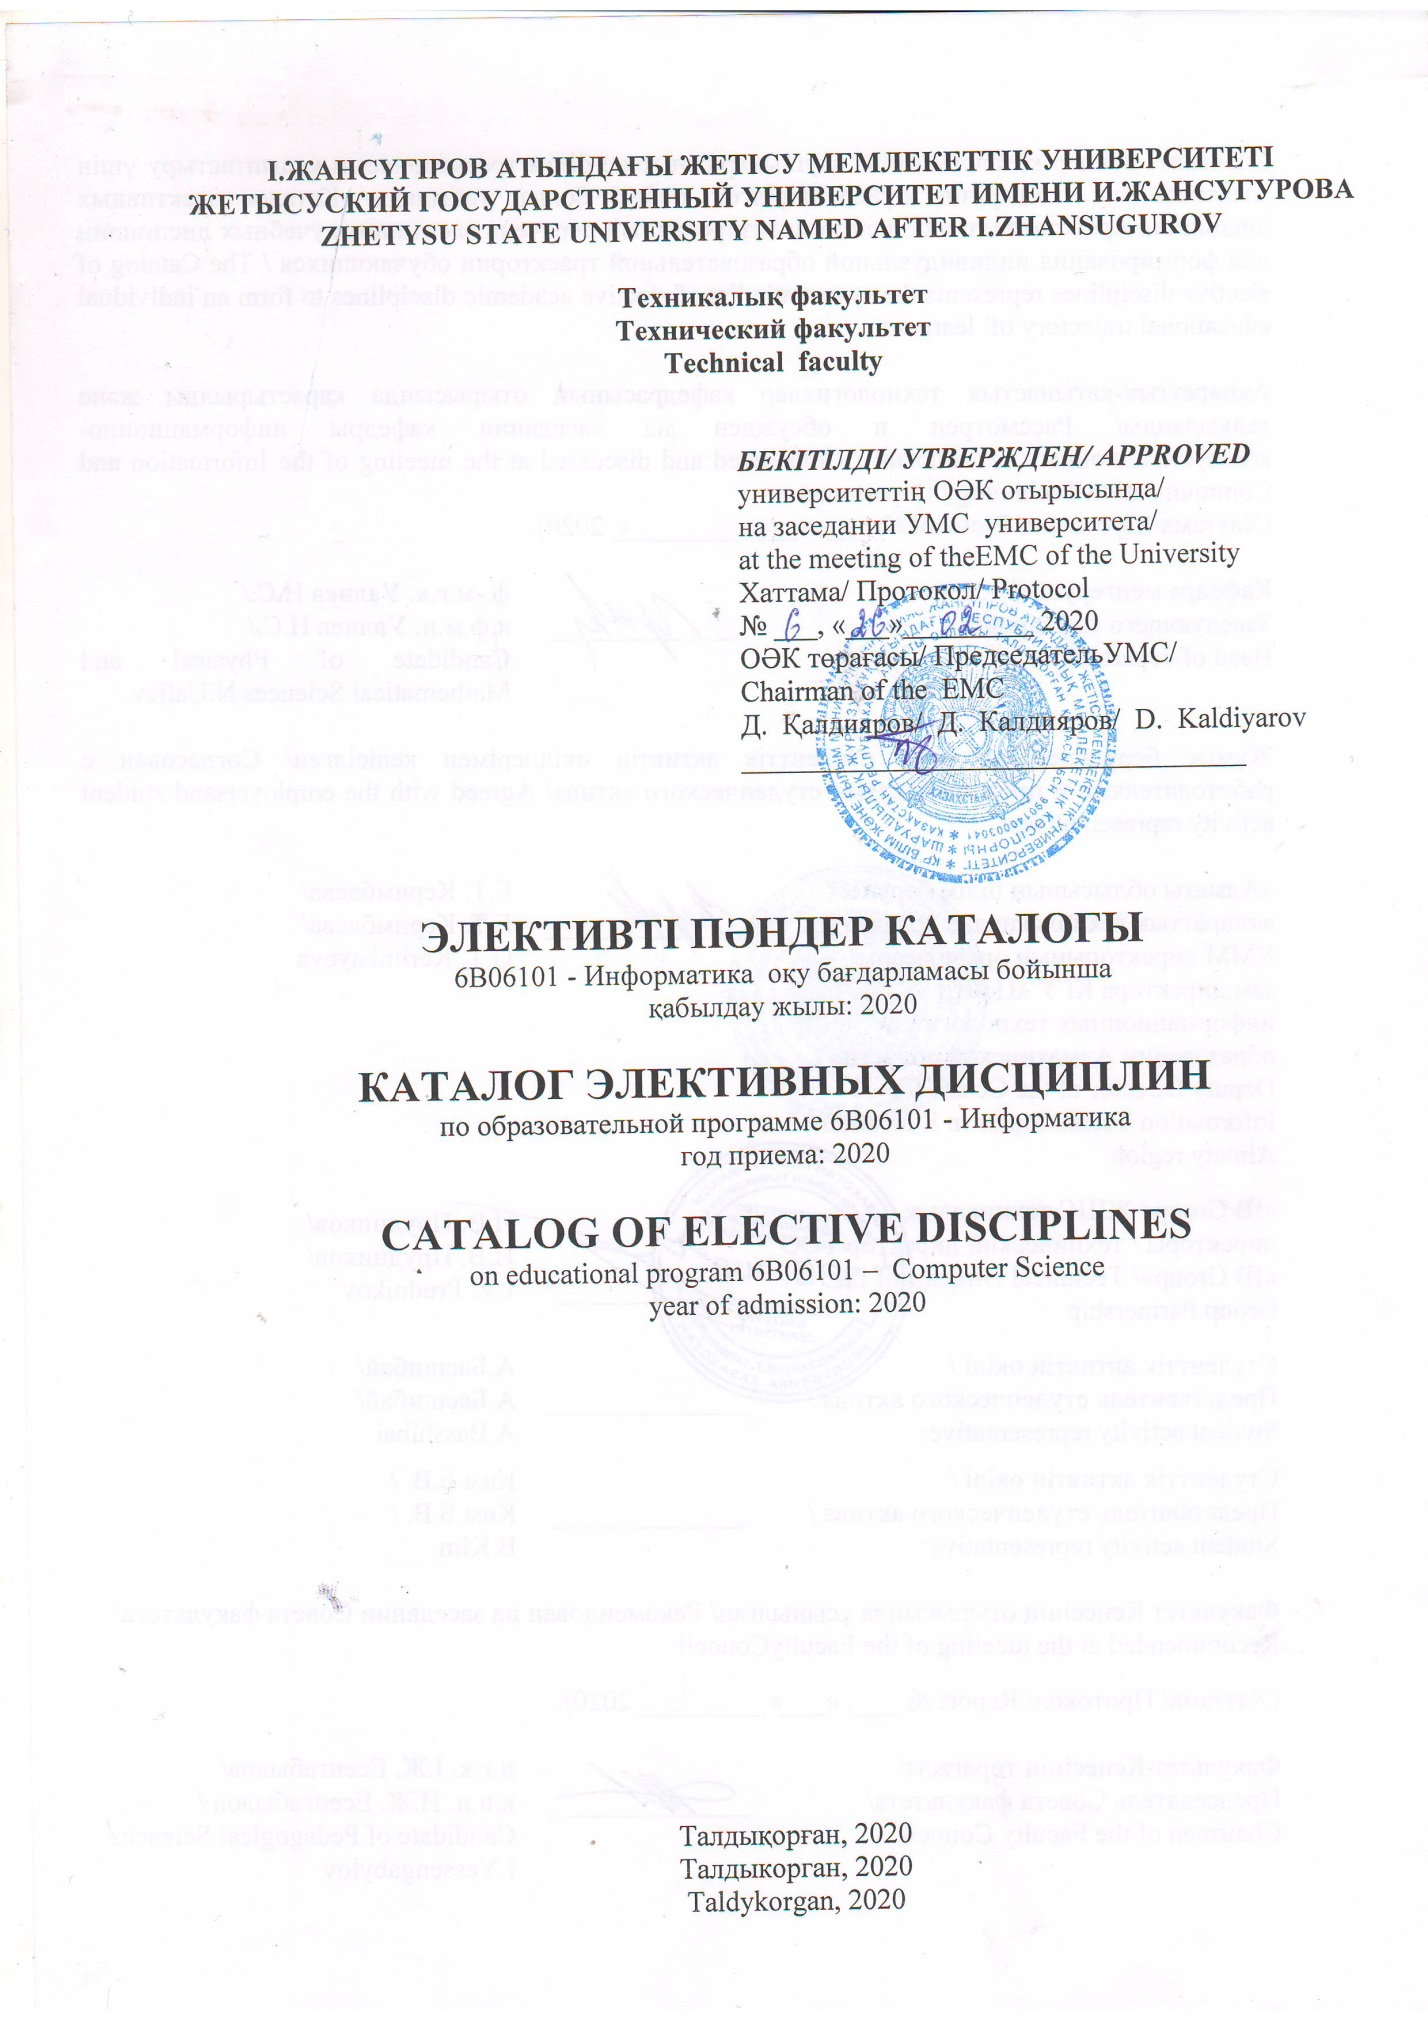 І.ЖАНСҮГІРОВ АТЫНДАҒЫ ЖЕТІСУ МЕМЛЕКЕТТІК УНИВЕРСИТЕТІ
ЖЕТЫСУСКИЙ ГОСУДАРСТВЕННЫЙ УНИВЕРСИТЕТ ИМЕНИ И.ЖАНСУГУРОВА
ZHETYSU STATE UNIVERSITY NAMED AFTER I.ZHANSUGUROV
Техникалық факультет
Технический факультет
Technical faculty
БЕКІТІЛДІ/ УТВЕРЖДЕН/ APPROVED
университеттің ОӘК отырысында/
на заседании УМС университета/
at the meeting of theEMC of the University
Хаттама/ Протокол/ Protocol
№ 6, «26» 02 2020
ОӘК төрағасы/ ПредседательУМС/
Chairman of the EMC
Д. Қалдияров/ Д. Калдияров/ D. Kaldiyarov
ЭЛЕКТИВТІ ПӘНДЕР КАТАЛОГЫ
6В06101 - Информатика оқу бағдарламасы бойынша
қабылдау жылы: 2020
КАТАЛОГ ЭЛЕКТИВНЫХ ДИСЦИПЛИН
по образовательной программе 6В06101 - Информатика
год приема: 2020
CATALOG OF ELECTIVE DISCIPLINES
on educational program 6В06101 – Computer Science
year of admission: 2020
Талдықорған, 2020
Талдыкорган, 2020
Taldykorgan, 2020